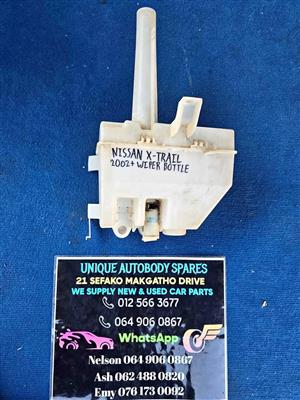 NISSAN X-TRAIL
2002+ WIPER BOTTLE
UNIQUE AUTOBODY SPARES
21 SEFAKO MAKGATHO DRIVE
WE SUPPLY NEW & USED CAR PARTS
012 566 3677
064 906 0867
WhatsApp
Nelson 064 906 0867
Ash 062 488 0820
Emy 076 173 0092